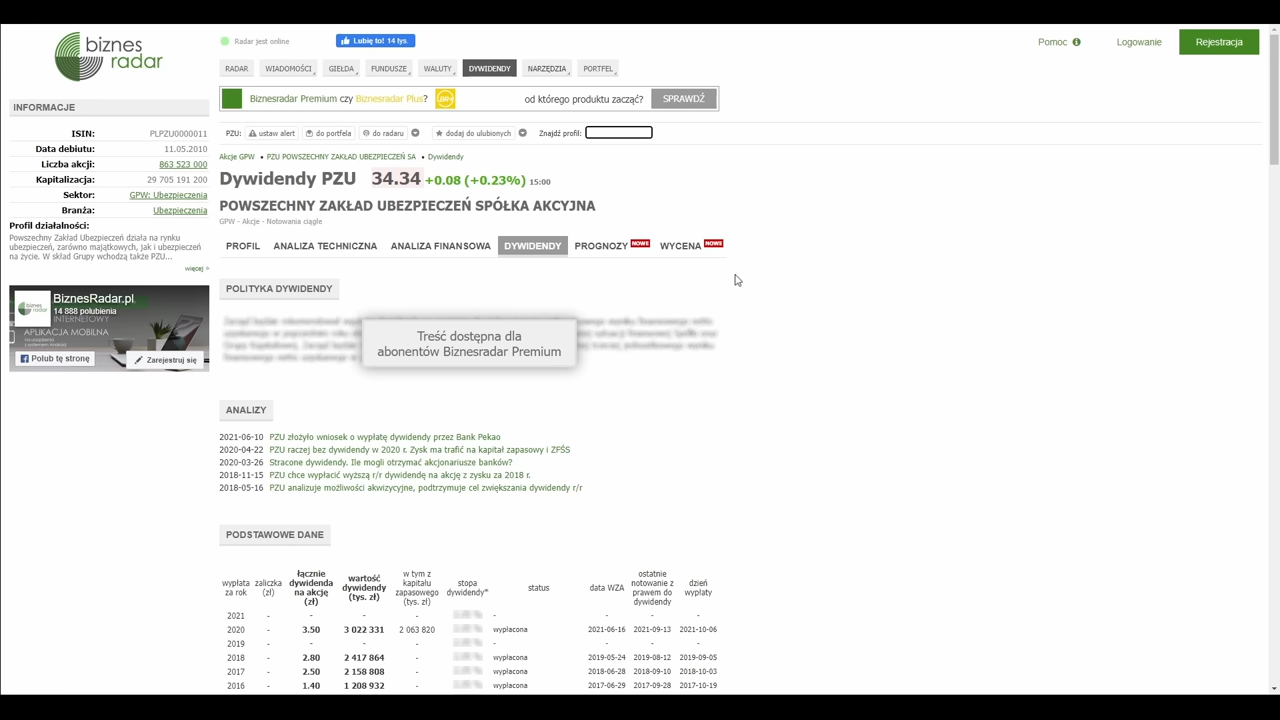 biznes
radar
Radar jest online
Lubię to! 14 tys.
Pomoc
Logowanie
Rejestracja
RADAR
WIADOMOŚCI
GIEŁDA
FUNDUSZE
WALUTY
DYWIDENDY
NARZĘDZIA
PORTFEL
Biznesradar Premium czy Biznesradar Plus?
BR+
od którego produktu zacząć?
SPRAWDŹ
INFORMACJE
ISIN: PLPZU0000011
Data debiutu: 11.05.2010
Liczba akcji: 863 523 000
Kapitalizacja: 29 705 191 200
Sektor: GPW: Ubezpieczenia
Branża: Ubezpieczenia
Profil działalności:
Powszechny Zakład Ubezpieczeń działa na rynku
ubezpieczeń, zarówno majątkowych, jak i ubezpieczeń
na życie. W skład Grupy wchodzą także PZU...
więcej »
BiznesRadar.pl
14 888 polubienia
INTERNETOWY
APLIKACJA MOBILNA
Polub tę stronę
Zarejestruj się
PZU:
ustaw alert
do portfela
do radaru
dodaj do ulubionych
Znajdź profil:
Akcje GPW • PZU POWSZECHNY ZAKŁAD UBEZPIECZEŃ SA • Dywidendy
Dywidendy PZU 34.34 +0.08 (+0.23%) 15:00
POWSZECHNY ZAKŁAD UBEZPIECZEŃ SPÓŁKA AKCYJNA
GPW - Akcje - Notowania ciągłe
PROFIL
ANALIZA TECHNICZNA
ANALIZA FINANSOWA
DYWIDENDY
PROGNOZY NOWE
WYCENA NOWE
POLITYKA DYWIDENDY
Treść dostępna dla
abonentów Biznesradar Premium
ANALIZY
2021-06-10 PZU złożyło wniosek o wypłatę dywidendy przez Bank Pekao
2020-04-22 PZU raczej bez dywidendy w 2020 r. Zysk ma trafić na kapitał zapasowy i ZFŚS
2020-03-26 Stracone dywidendy. Ile mogli otrzymać akcjonariusze banków?
2018-11-15 PZU chce wypłacić wyższą r/r dywidendę na akcję z zysku za 2018 r.
2018-05-16 PZU analizuje możliwości akwizycyjne, podtrzymuje cel zwiększania dywidendy r/r
PODSTAWOWE DANE
wypłata
za rok
zaliczka
(zł)
łącznie
dywidenda
na akcję
(zł)
wartość
dywidendy
(tys. zł)
w tym z
kapitału
zapasowego
(tys. zł)
stopa
dywidendy*
status
data WZA
ostatnie
notowanie z
prawem do
dywidendy
dzień
wypłaty
2021 - - - - - - - -
2020 - 3.50 3 022 331 2 063 820 wypłacona 2021-06-16 2021-09-13 2021-10-06
2019 - - - - - - - -
2018 - 2.80 2 417 864 - wypłacona 2019-05-24 2019-08-12 2019-09-05
2017 - 2.50 2 158 808 - wypłacona 2018-06-28 2018-09-10 2018-10-03
2016 - 1.40 1 208 932 - wypłacona 2017-06-29 2017-09-28 2017-10-19